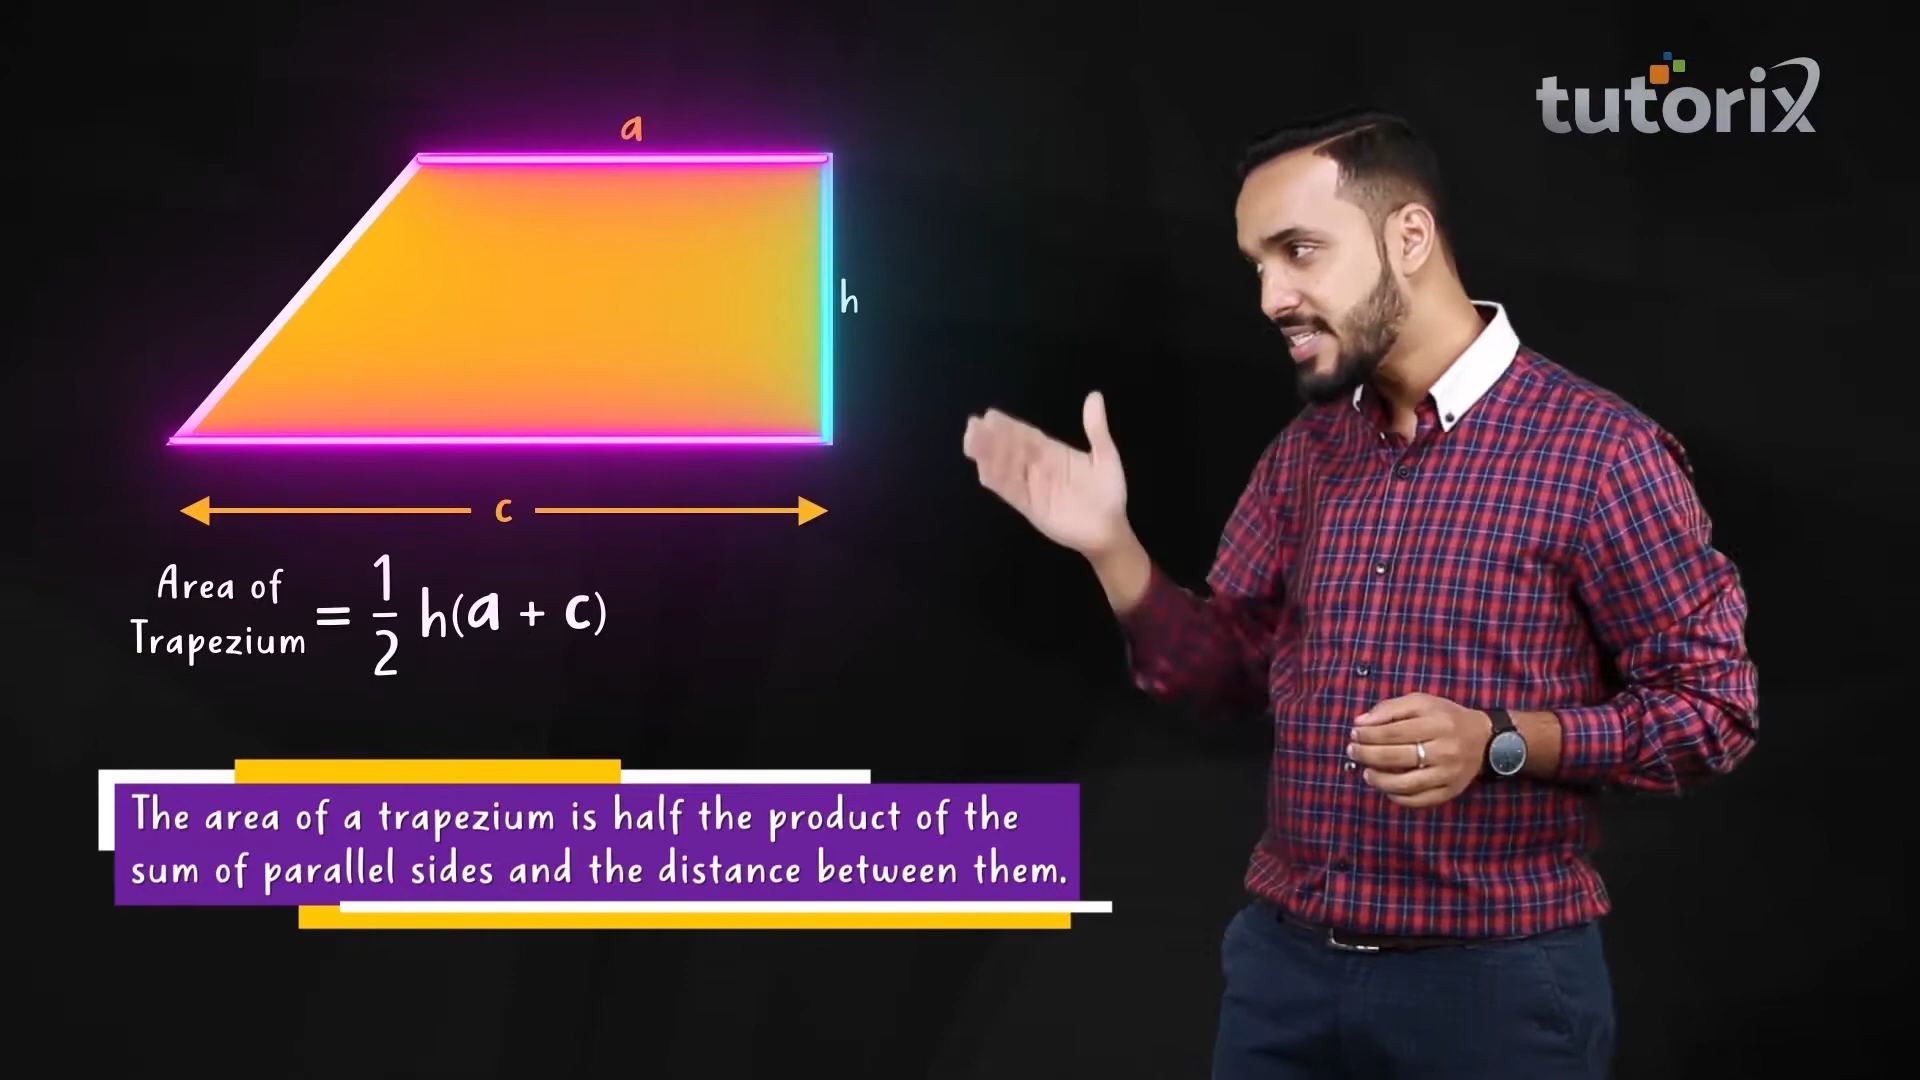 tutorix
a
h
c
Area of
Trapezium = 1/2 h(a + c)
The area of a trapezium is half the product of the
sum of parallel sides and the distance between them.